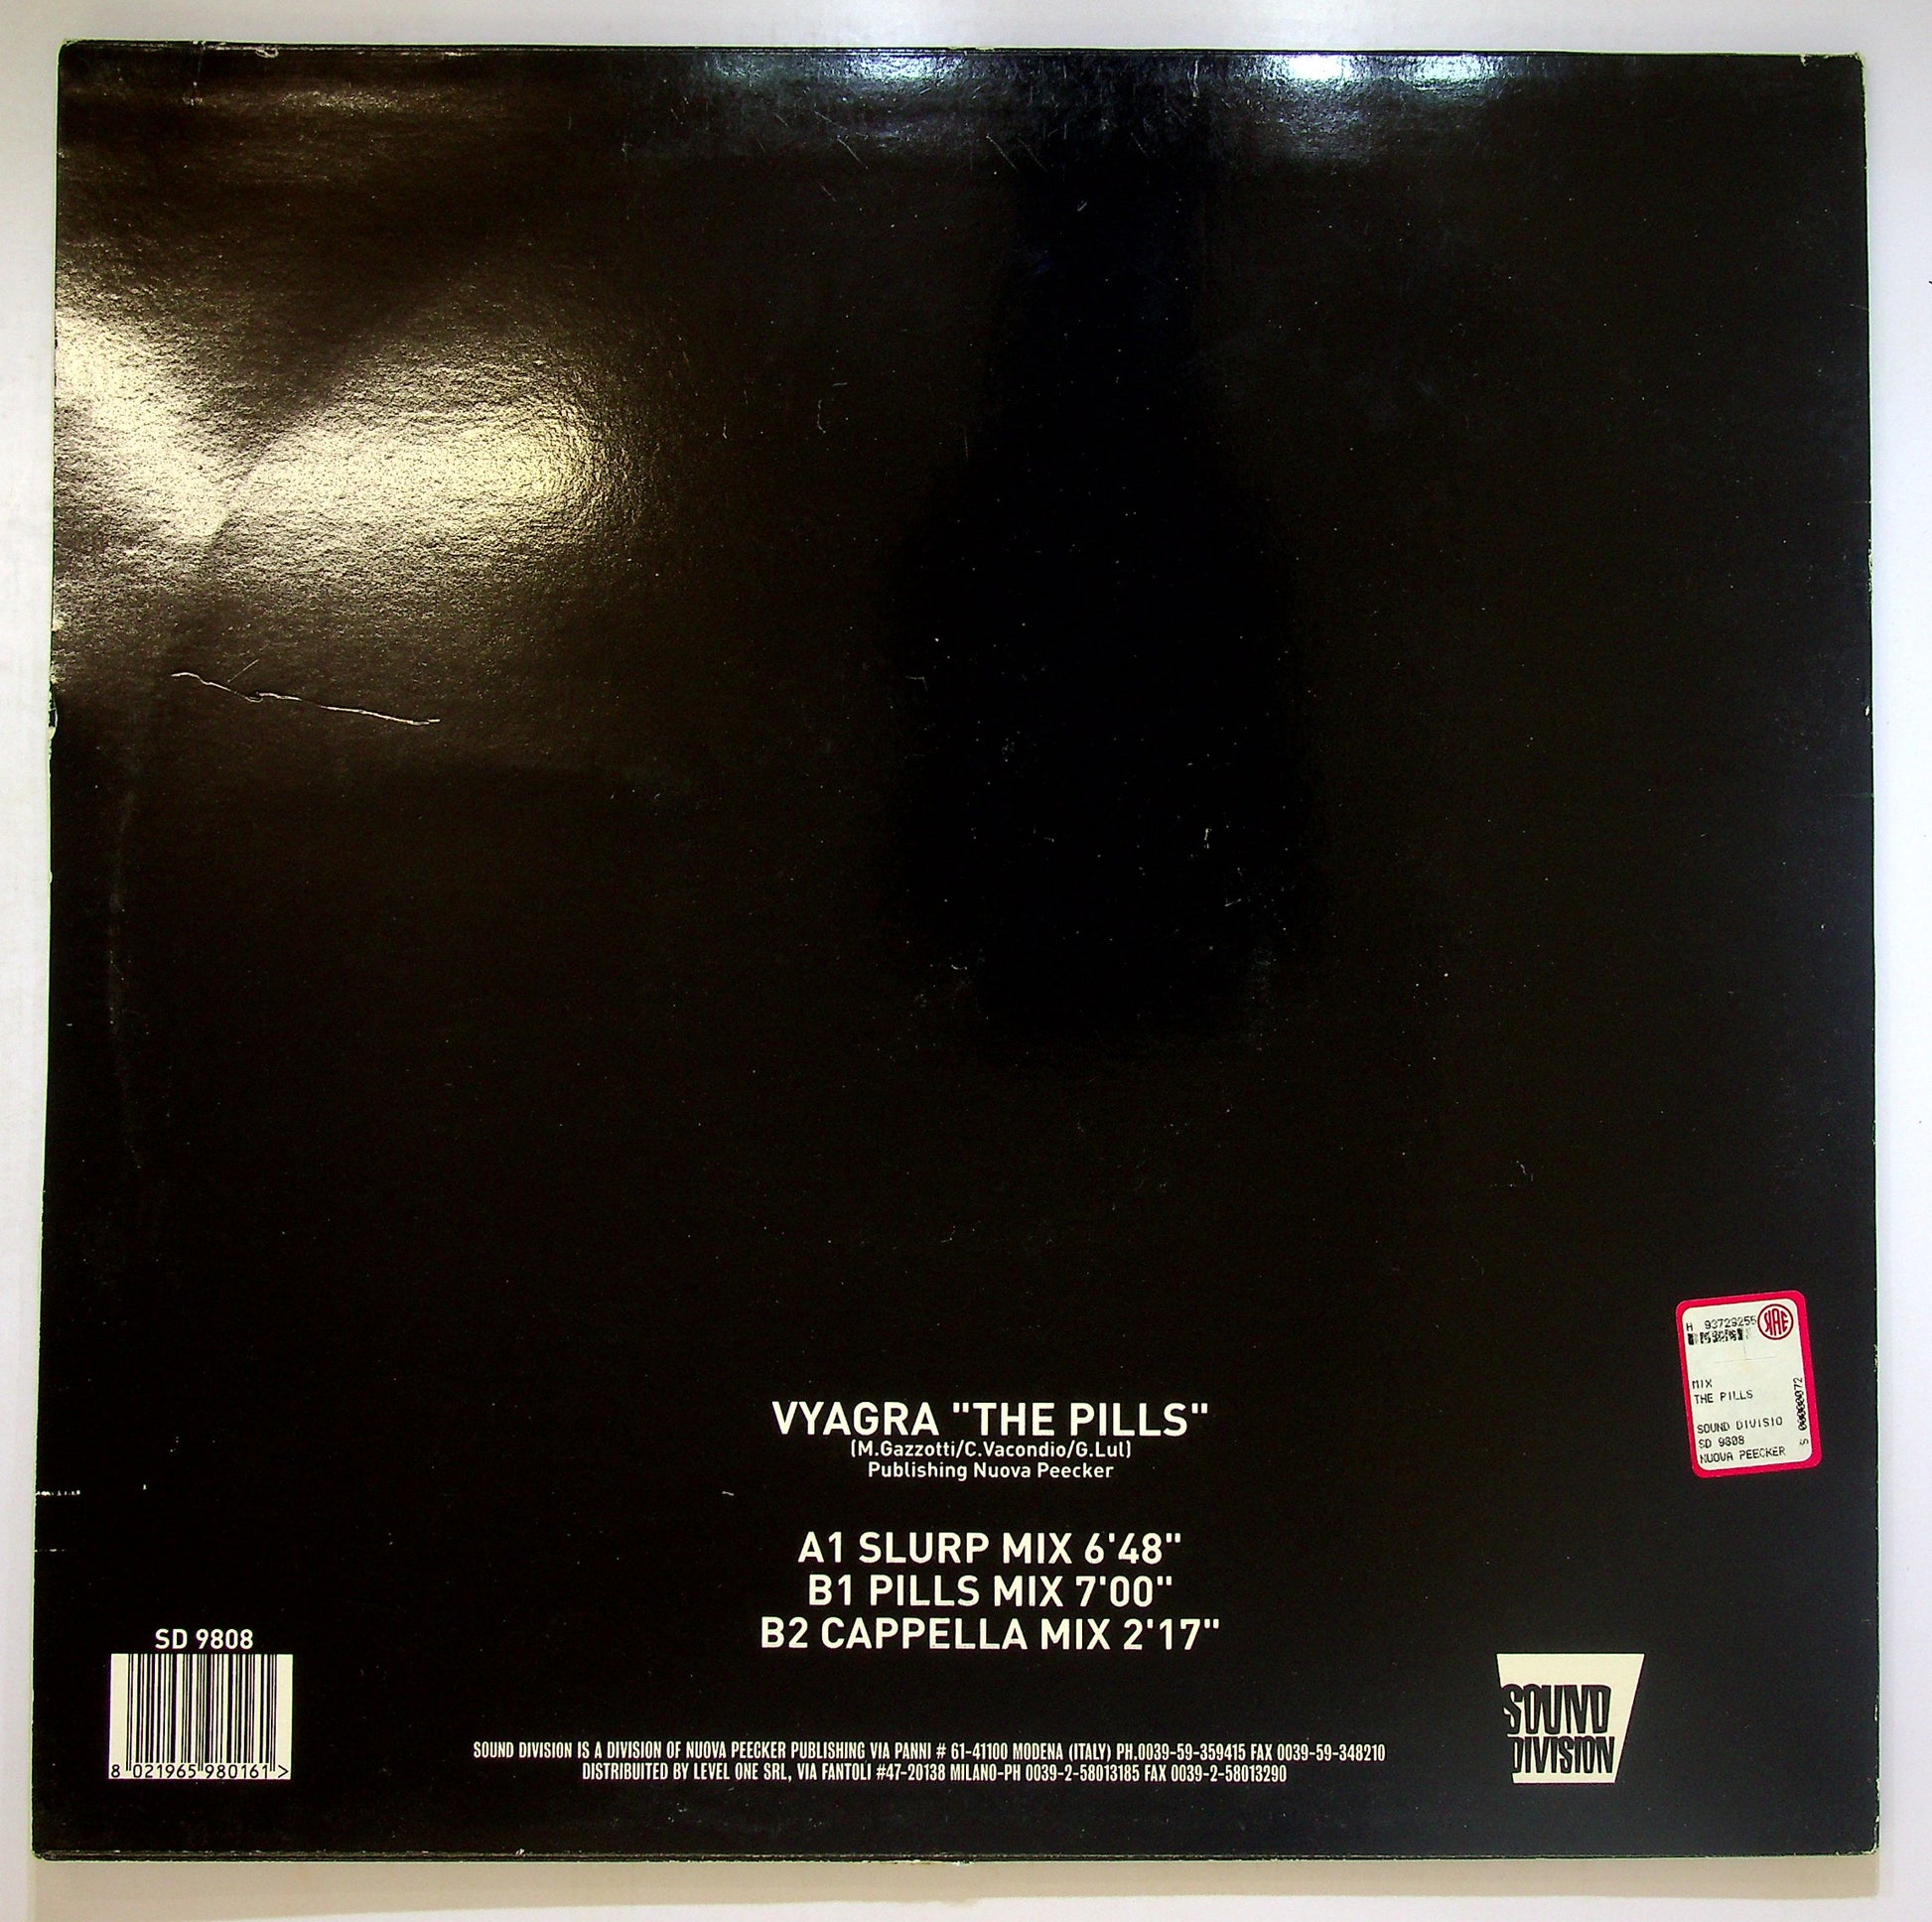 H 93729255
MIX
THE PILLS
SOUND DIVISIO
SD 9808
NUOVA PEECKER
S 00000072
VYAGRA "THE PILLS"
(M.Gazzotti/C.Vacondio/G.Lul)
Publishing Nuova Peecker
A1 SLURP MIX 6'48"
B1 PILLS MIX 7'00"
B2 CAPPELLA MIX 2'17"
SD 9808
8 021965 980161 >
SOUND DIVISION IS A DIVISION OF NUOVA PEECKER PUBLISHING VIA PANNI # 61-41100 MODENA (ITALY) PH.0039-59-359415 FAX 0039-59-348210
DISTRIBUITED BY LEVEL ONE SRL, VIA FANTOLI #47-20138 MILANO-PH 0039-2-58013185 FAX 0039-2-58013290
SOUND
DIVISION